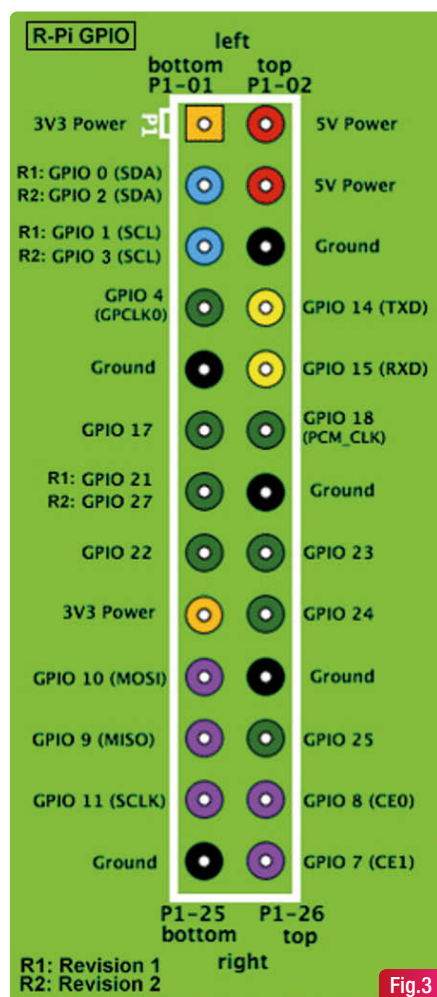 R-Pi GPIO
left
bottom top
P1-01 P1-02
3V3 Power P1 5V Power
R1: GPIO 0 (SDA)
R2: GPIO 2 (SDA) 5V Power
R1: GPIO 1 (SCL)
R2: GPIO 3 (SCL) Ground
GPIO 4
(GPCLK0) GPIO 14 (TXD)
Ground GPIO 15 (RXD)
GPIO 17 GPIO 18
(PCM_CLK)
R1: GPIO 21
R2: GPIO 27 Ground
GPIO 22 GPIO 23
3V3 Power GPIO 24
GPIO 10 (MOSI) Ground
GPIO 9 (MISO) GPIO 25
GPIO 11 (SCLK) GPIO 8 (CE0)
Ground GPIO 7 (CE1)
P1-25 P1-26
bottom top
right
R1: Revision 1
R2: Revision 2
Fig.3